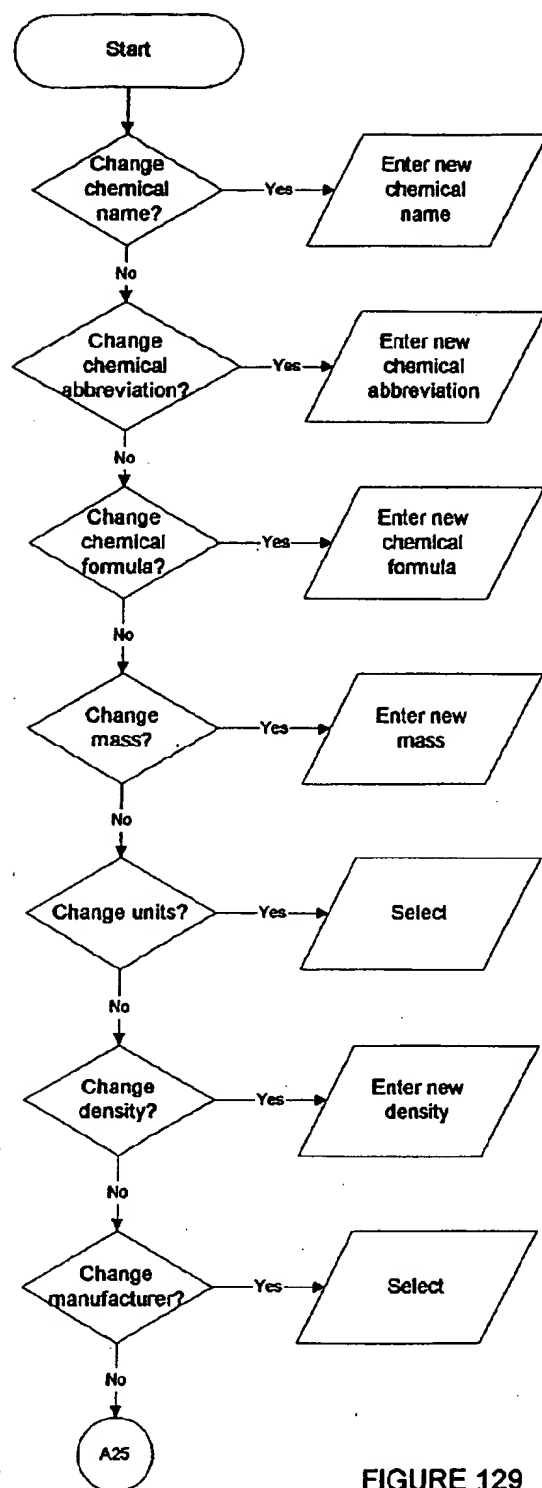 Start
Change
chemical
name?
Yes
Enter new
chemical
name
No
Change
chemical
abbreviation?
Yes
Enter new
chemical
abbreviation
No
Change
chemical
formula?
Yes
Enter new
chemical
formula
No
Change
mass?
Yes
Enter new
mass
No
Change units?
Yes
Select
No
Change
density?
Yes
Enter new
density
No
Change
manufacturer?
Yes
Select
No
A25
FIGURE 129